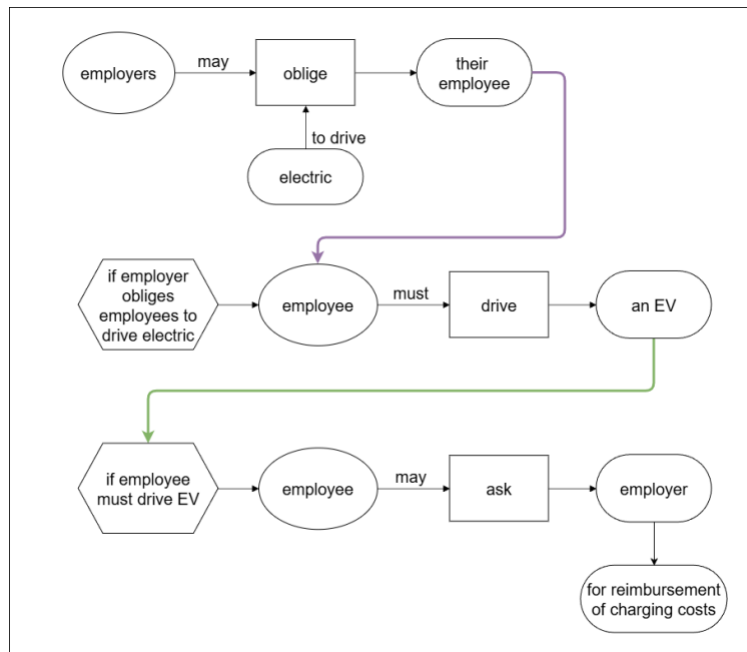 employers
may
oblige
their
employee
to drive
electric
if employer
obliges
employees to
drive electric
employee
must
drive
an EV
if employee
must drive EV
employee
may
ask
employer
for reimbursement
of charging costs